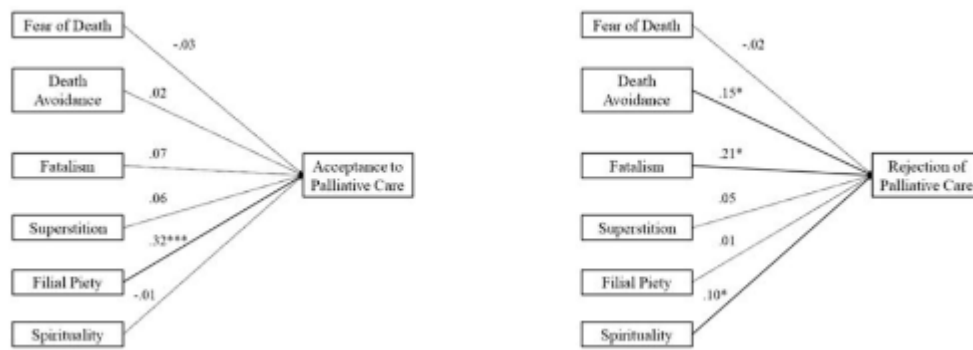 Fear of Death
-.03
Death
Avoidance
.02
Fatalism
.07
Acceptance to
Palliative Care
.06
Superstition
.32***
Filial Piety
-.01
Spirituality
Fear of Death
-.02
Death
Avoidance
.15*
Fatalism
.21*
Rejection of
Palliative Care
.05
Superstition
.01
Filial Piety
.10*
Spirituality